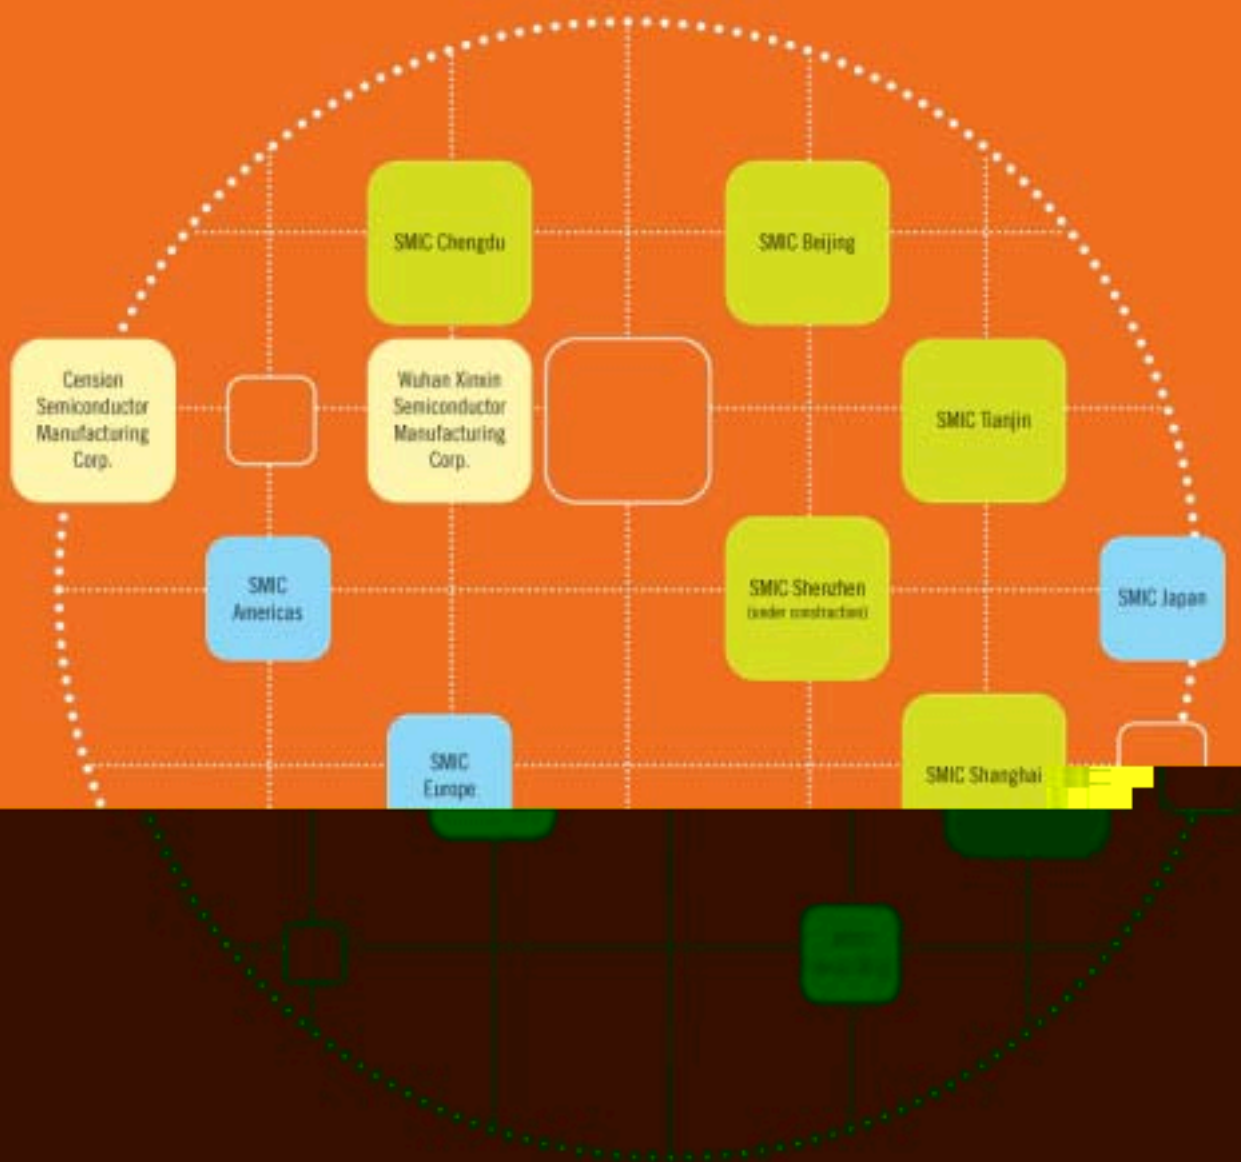 SMIC Chengdu
SMIC Beijing
Cension
Semiconductor
Manufacturing
Corp.
Wuhan Xinxin
Semiconductor
Manufacturing
Corp.
SMIC Tianjin
SMIC
Americas
SMIC Shenzhen
(under construction)
SMIC Japan
SMIC
Europe
SMIC Shanghai